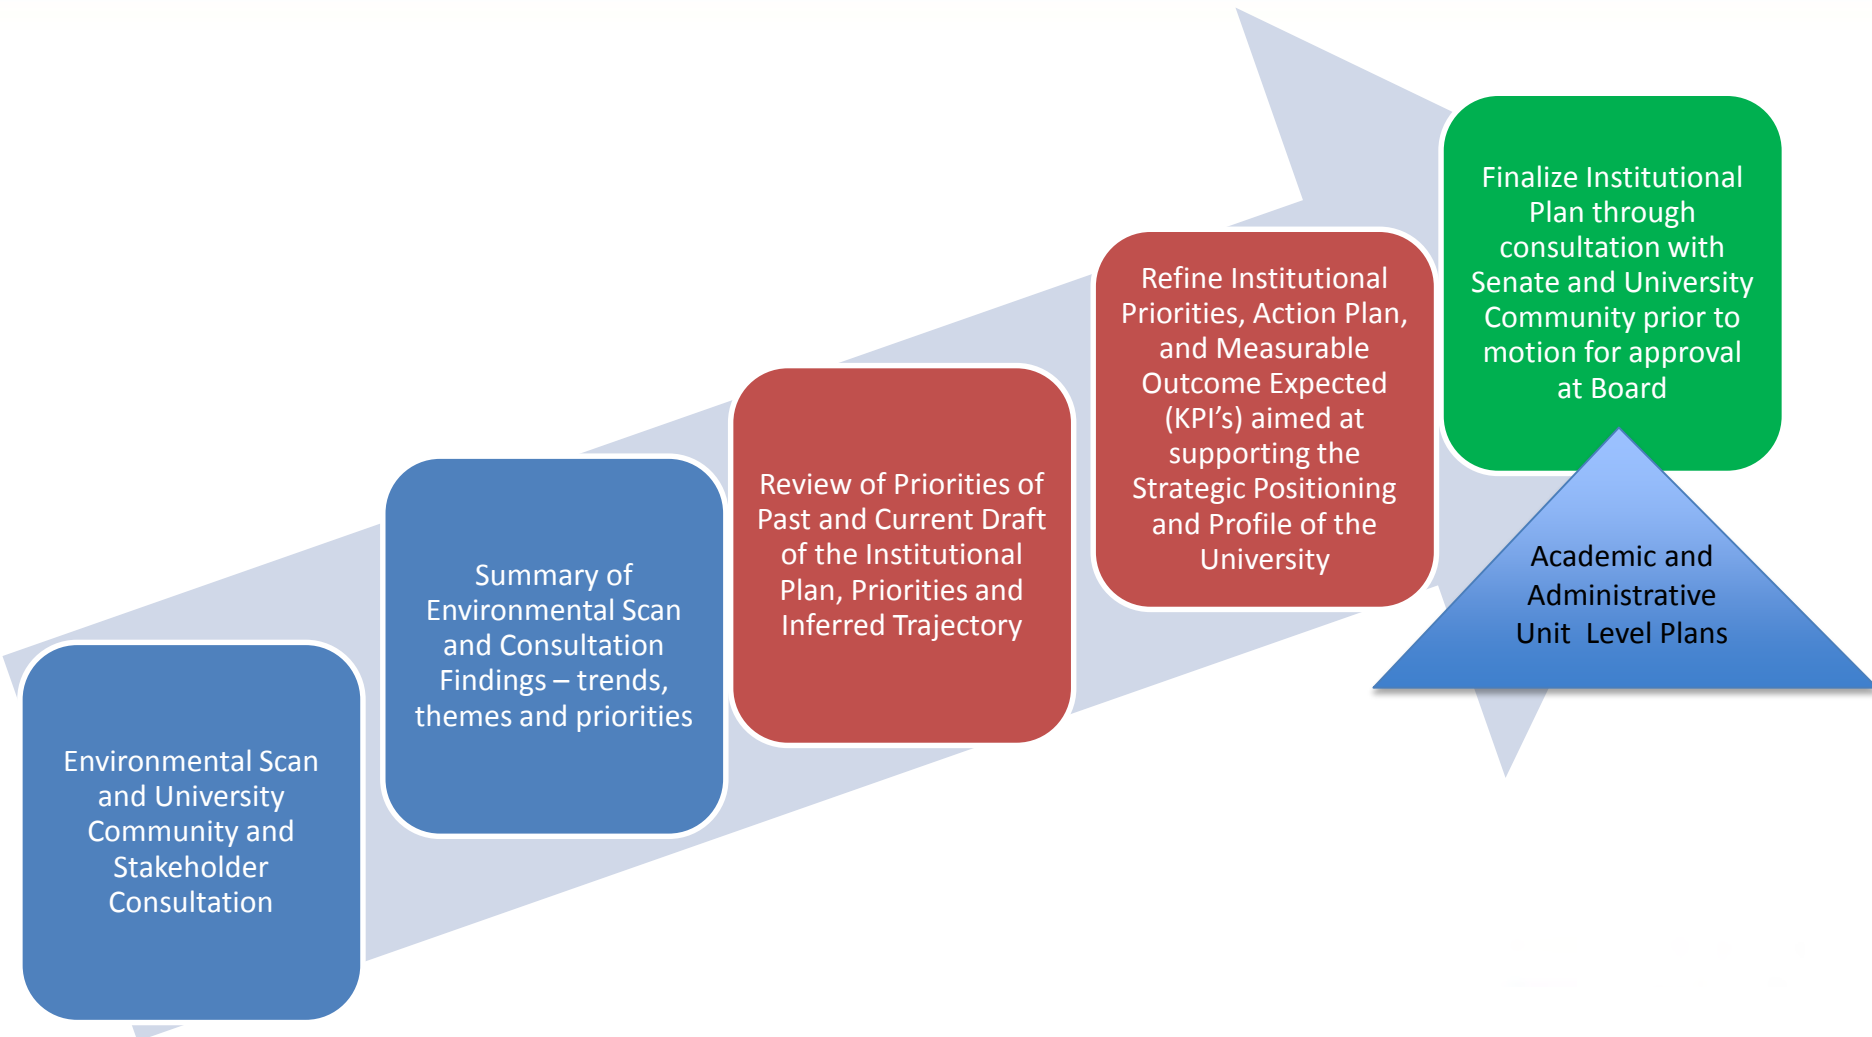 Environmental Scan
and University
Community and
Stakeholder
Consultation
Summary of
Environmental Scan
and Consultation
Findings – trends,
themes and priorities
Review of Priorities of
Past and Current Draft
of the Institutional
Plan, Priorities and
Inferred Trajectory
Refine Institutional
Priorities, Action Plan,
and Measurable
Outcome Expected
(KPI’s) aimed at
supporting the
Strategic Positioning
and Profile of the
University
Finalize Institutional
Plan through
consultation with
Senate and University
Community prior to
motion for approval
at Board
Academic and
Administrative
Unit  Level Plans